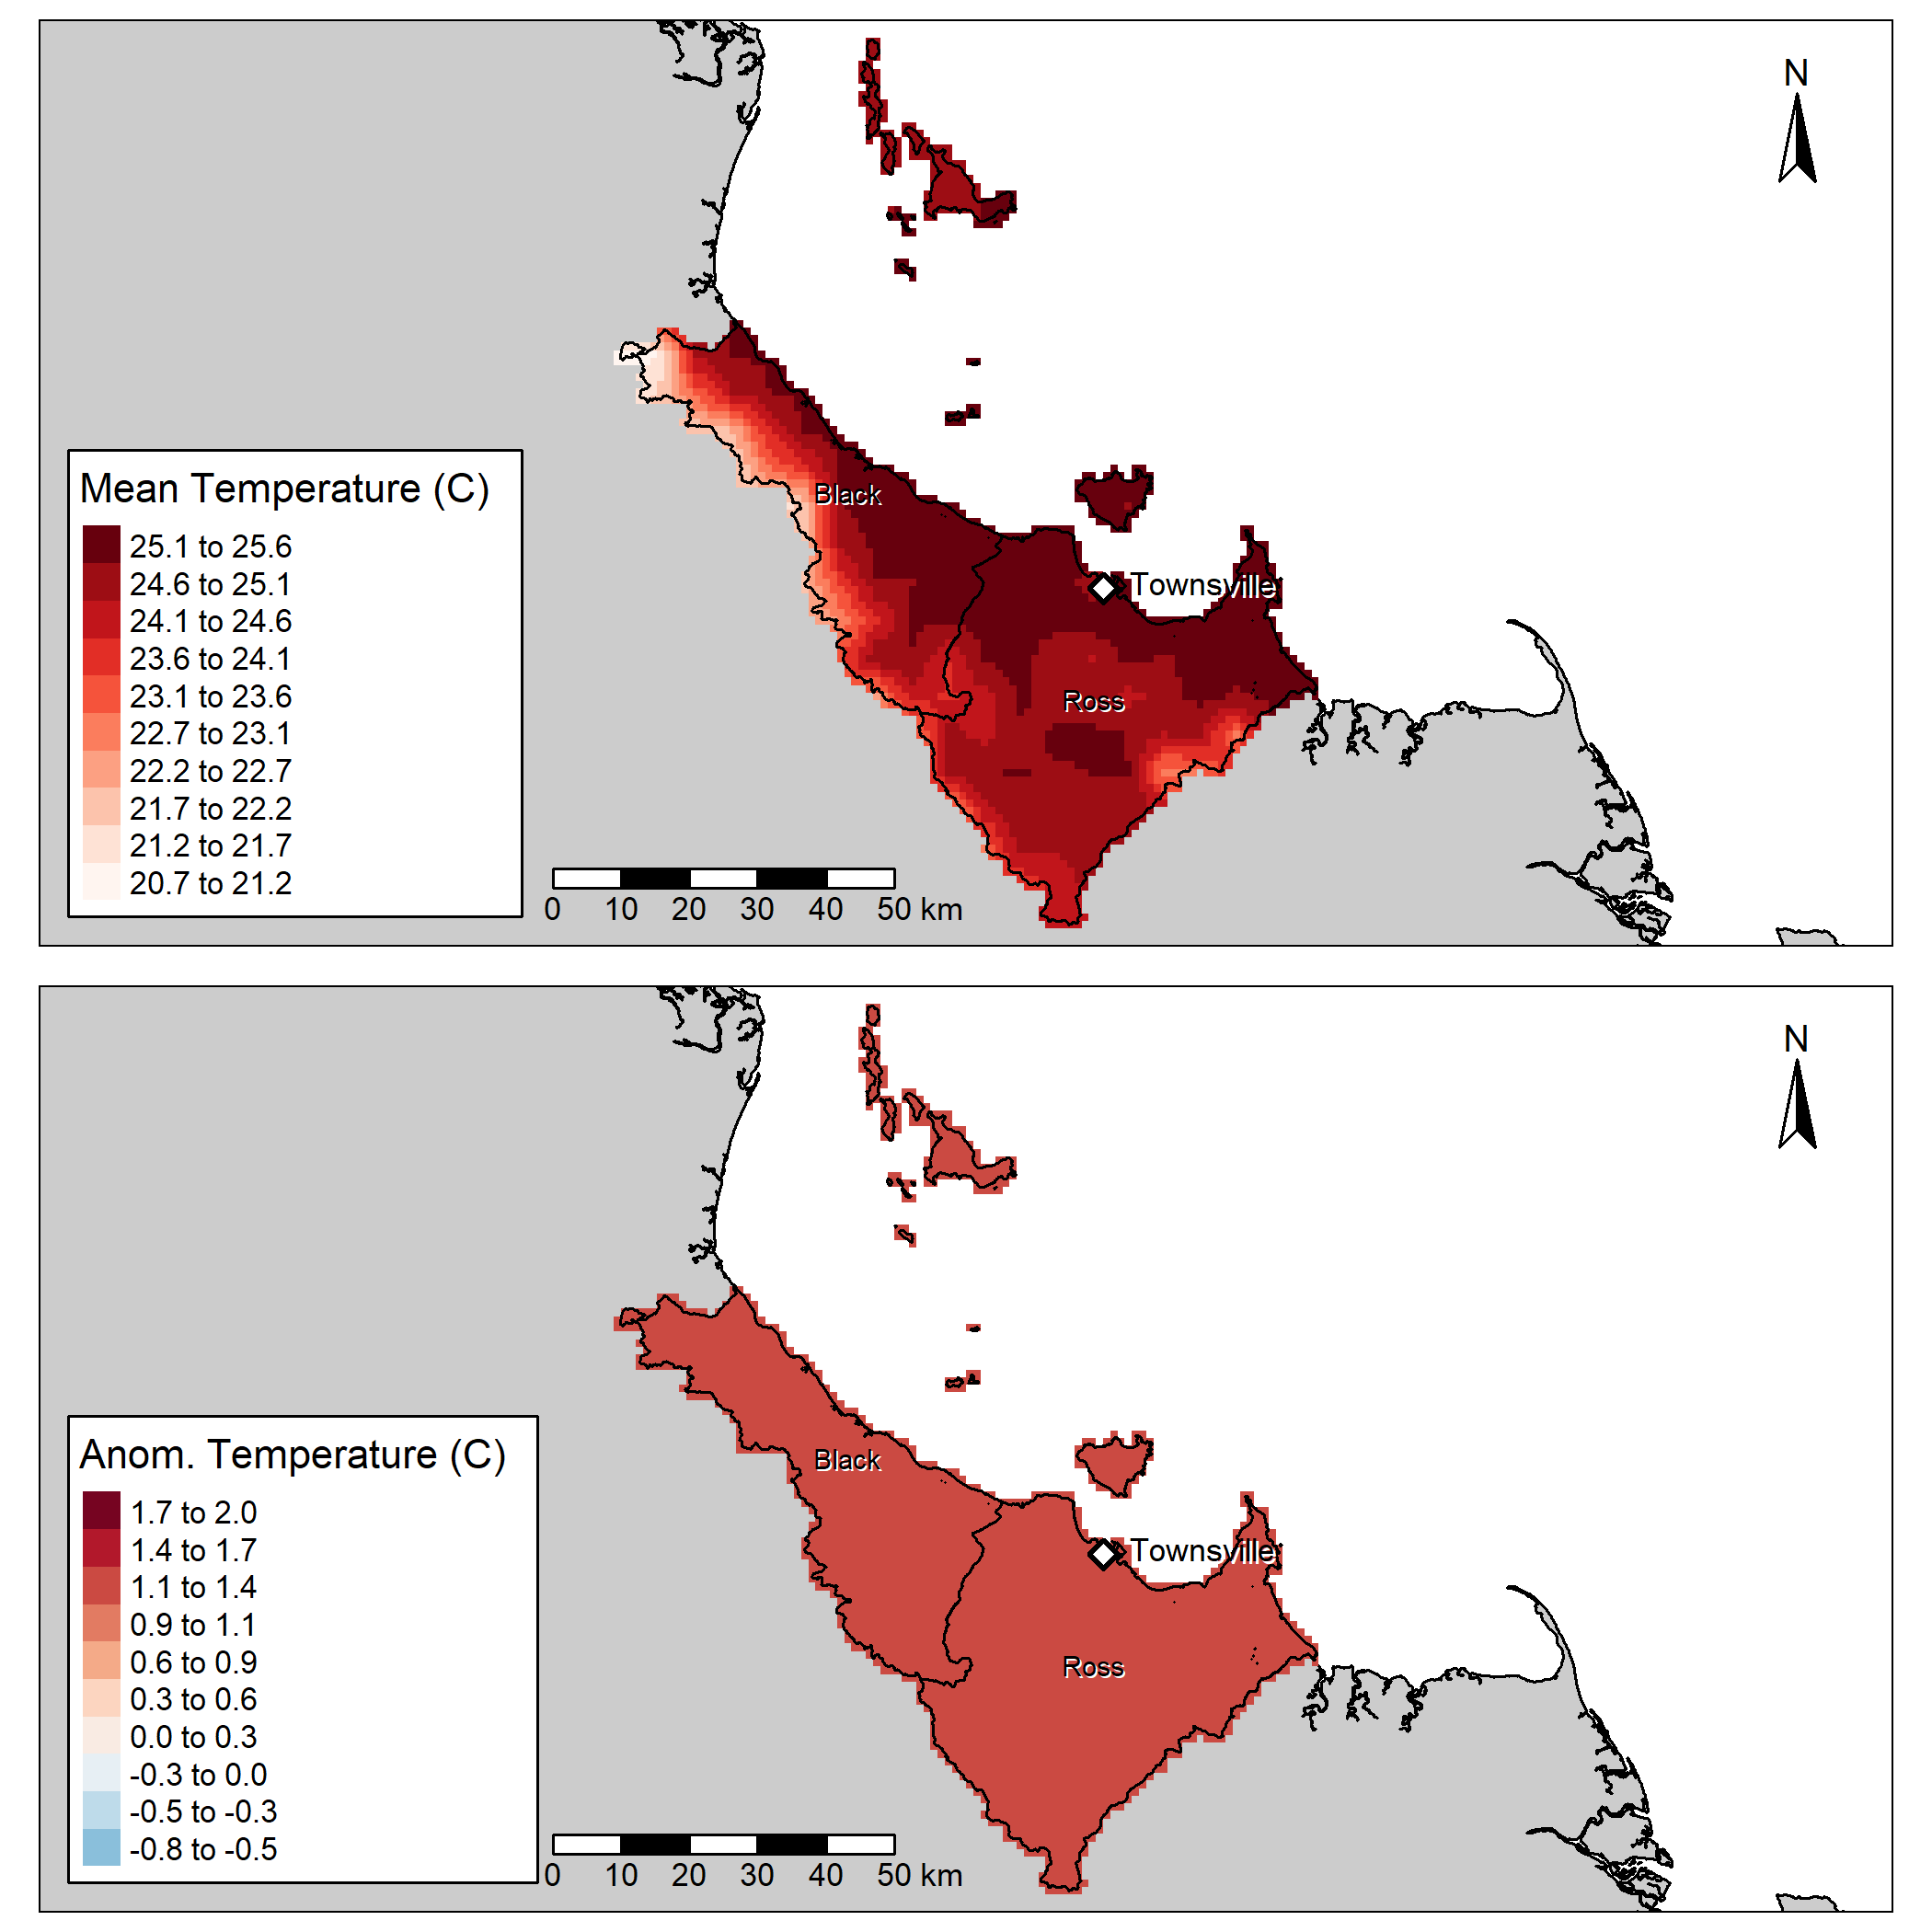 N
Black
Townsville
Ross
Mean Temperature (C)
25.1 to 25.6
24.6 to 25.1
24.1 to 24.6
23.6 to 24.1
23.1 to 23.6
22.7 to 23.1
22.2 to 22.7
21.7 to 22.2
21.2 to 21.7
20.7 to 21.2
0 10 20 30 40 50 km
N
Black
Townsville
Ross
Anom. Temperature (C)
1.7 to 2.0
1.4 to 1.7
1.1 to 1.4
0.9 to 1.1
0.6 to 0.9
0.3 to 0.6
0.0 to 0.3
-0.3 to 0.0
-0.5 to -0.3
-0.8 to -0.5
0 10 20 30 40 50 km